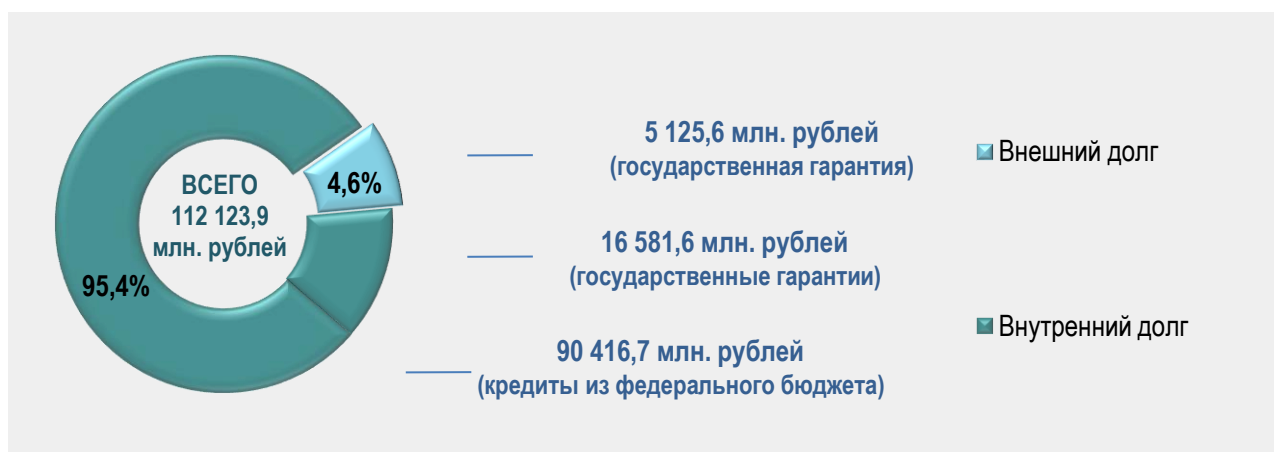 ВСЕГО
112 123,9
млн. рублей
4,6%
95,4%
5 125,6 млн. рублей
(государственная гарантия)
16 581,6 млн. рублей
(государственные гарантии)
90 416,7 млн. рублей
(кредиты из федерального бюджета)
Внешний долг
Внутренний долг